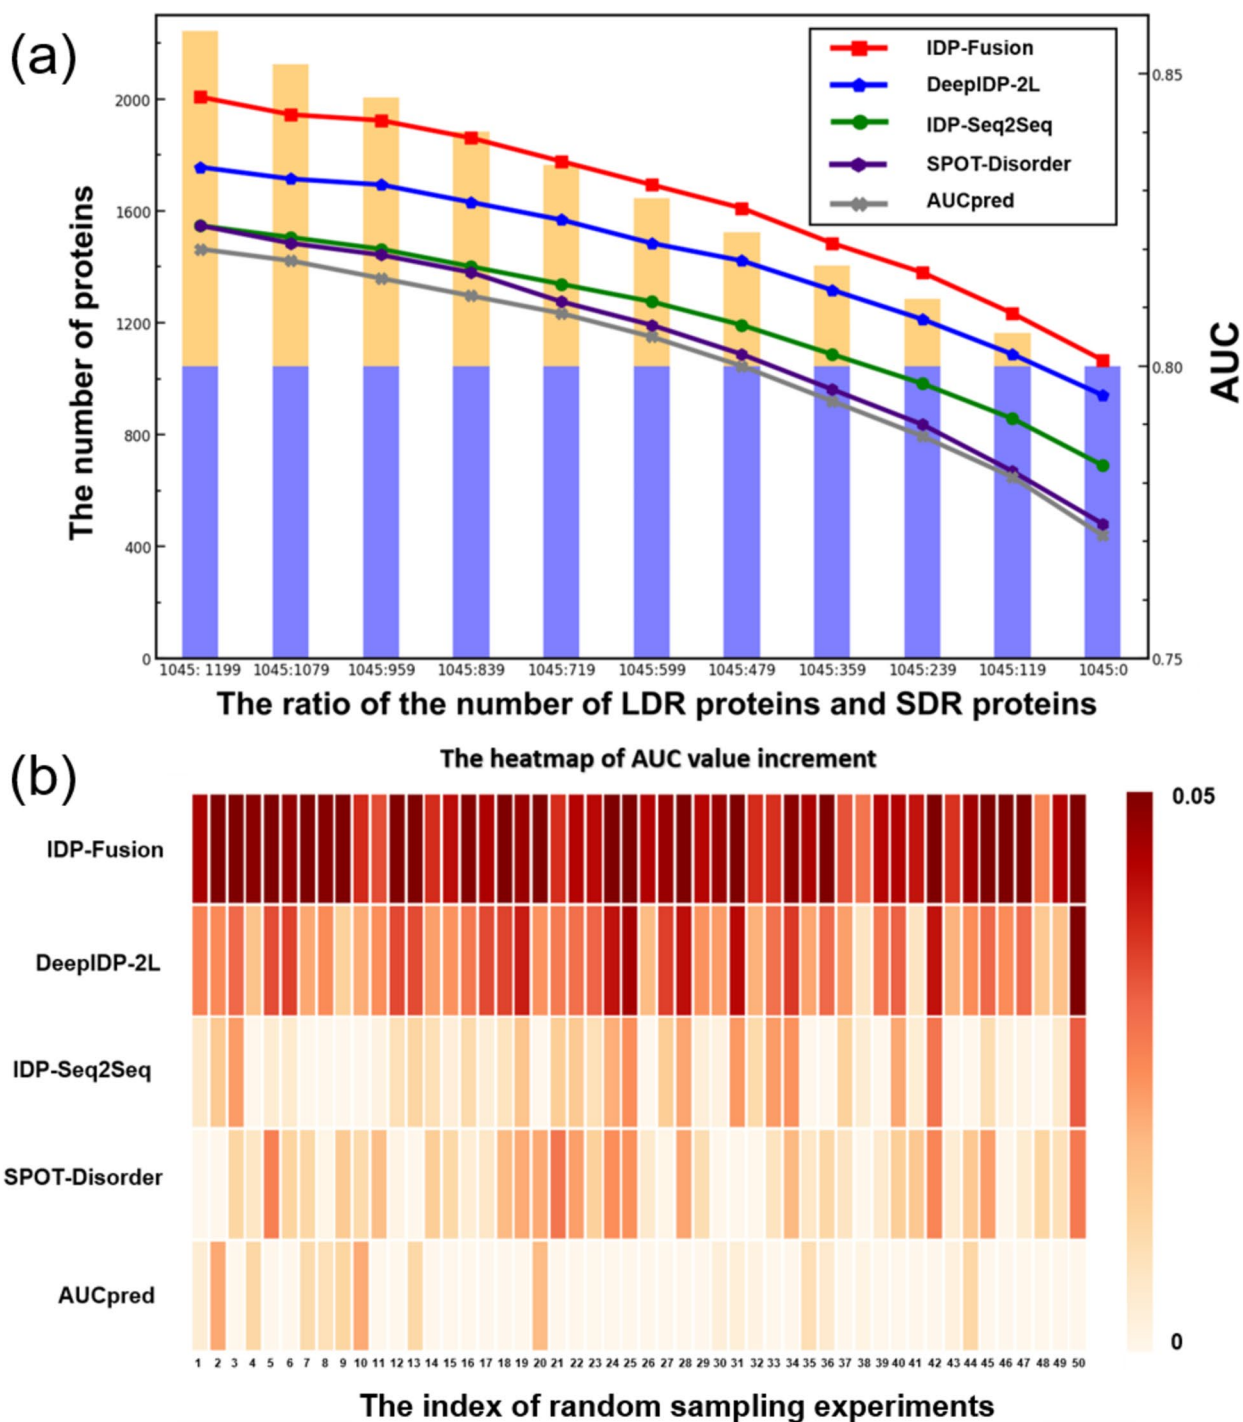 (a)
IDP-Fusion
DeepIDP-2L
IDP-Seq2Seq
SPOT-Disorder
AUCpred
The number of proteins
2000
1600
1200
800
400
0
0.85
0.80
0.75
AUC
1045: 1199 1045:1079 1045:959 1045:839 1045:719 1045:599 1045:479 1045:359 1045:239 1045:119 1045:0
The ratio of the number of LDR proteins and SDR proteins
(b)
The heatmap of AUC value increment
IDP-Fusion
DeepIDP-2L
IDP-Seq2Seq
SPOT-Disorder
AUCpred
0.05
0
1 2 3 4 5 6 7 8 9 10 11 12 13 14 15 16 17 18 19 20 21 22 23 24 25 26 27 28 29 30 31 32 33 34 35 36 37 38 39 40 41 42 43 44 45 46 47 48 49 50
The index of random sampling experiments